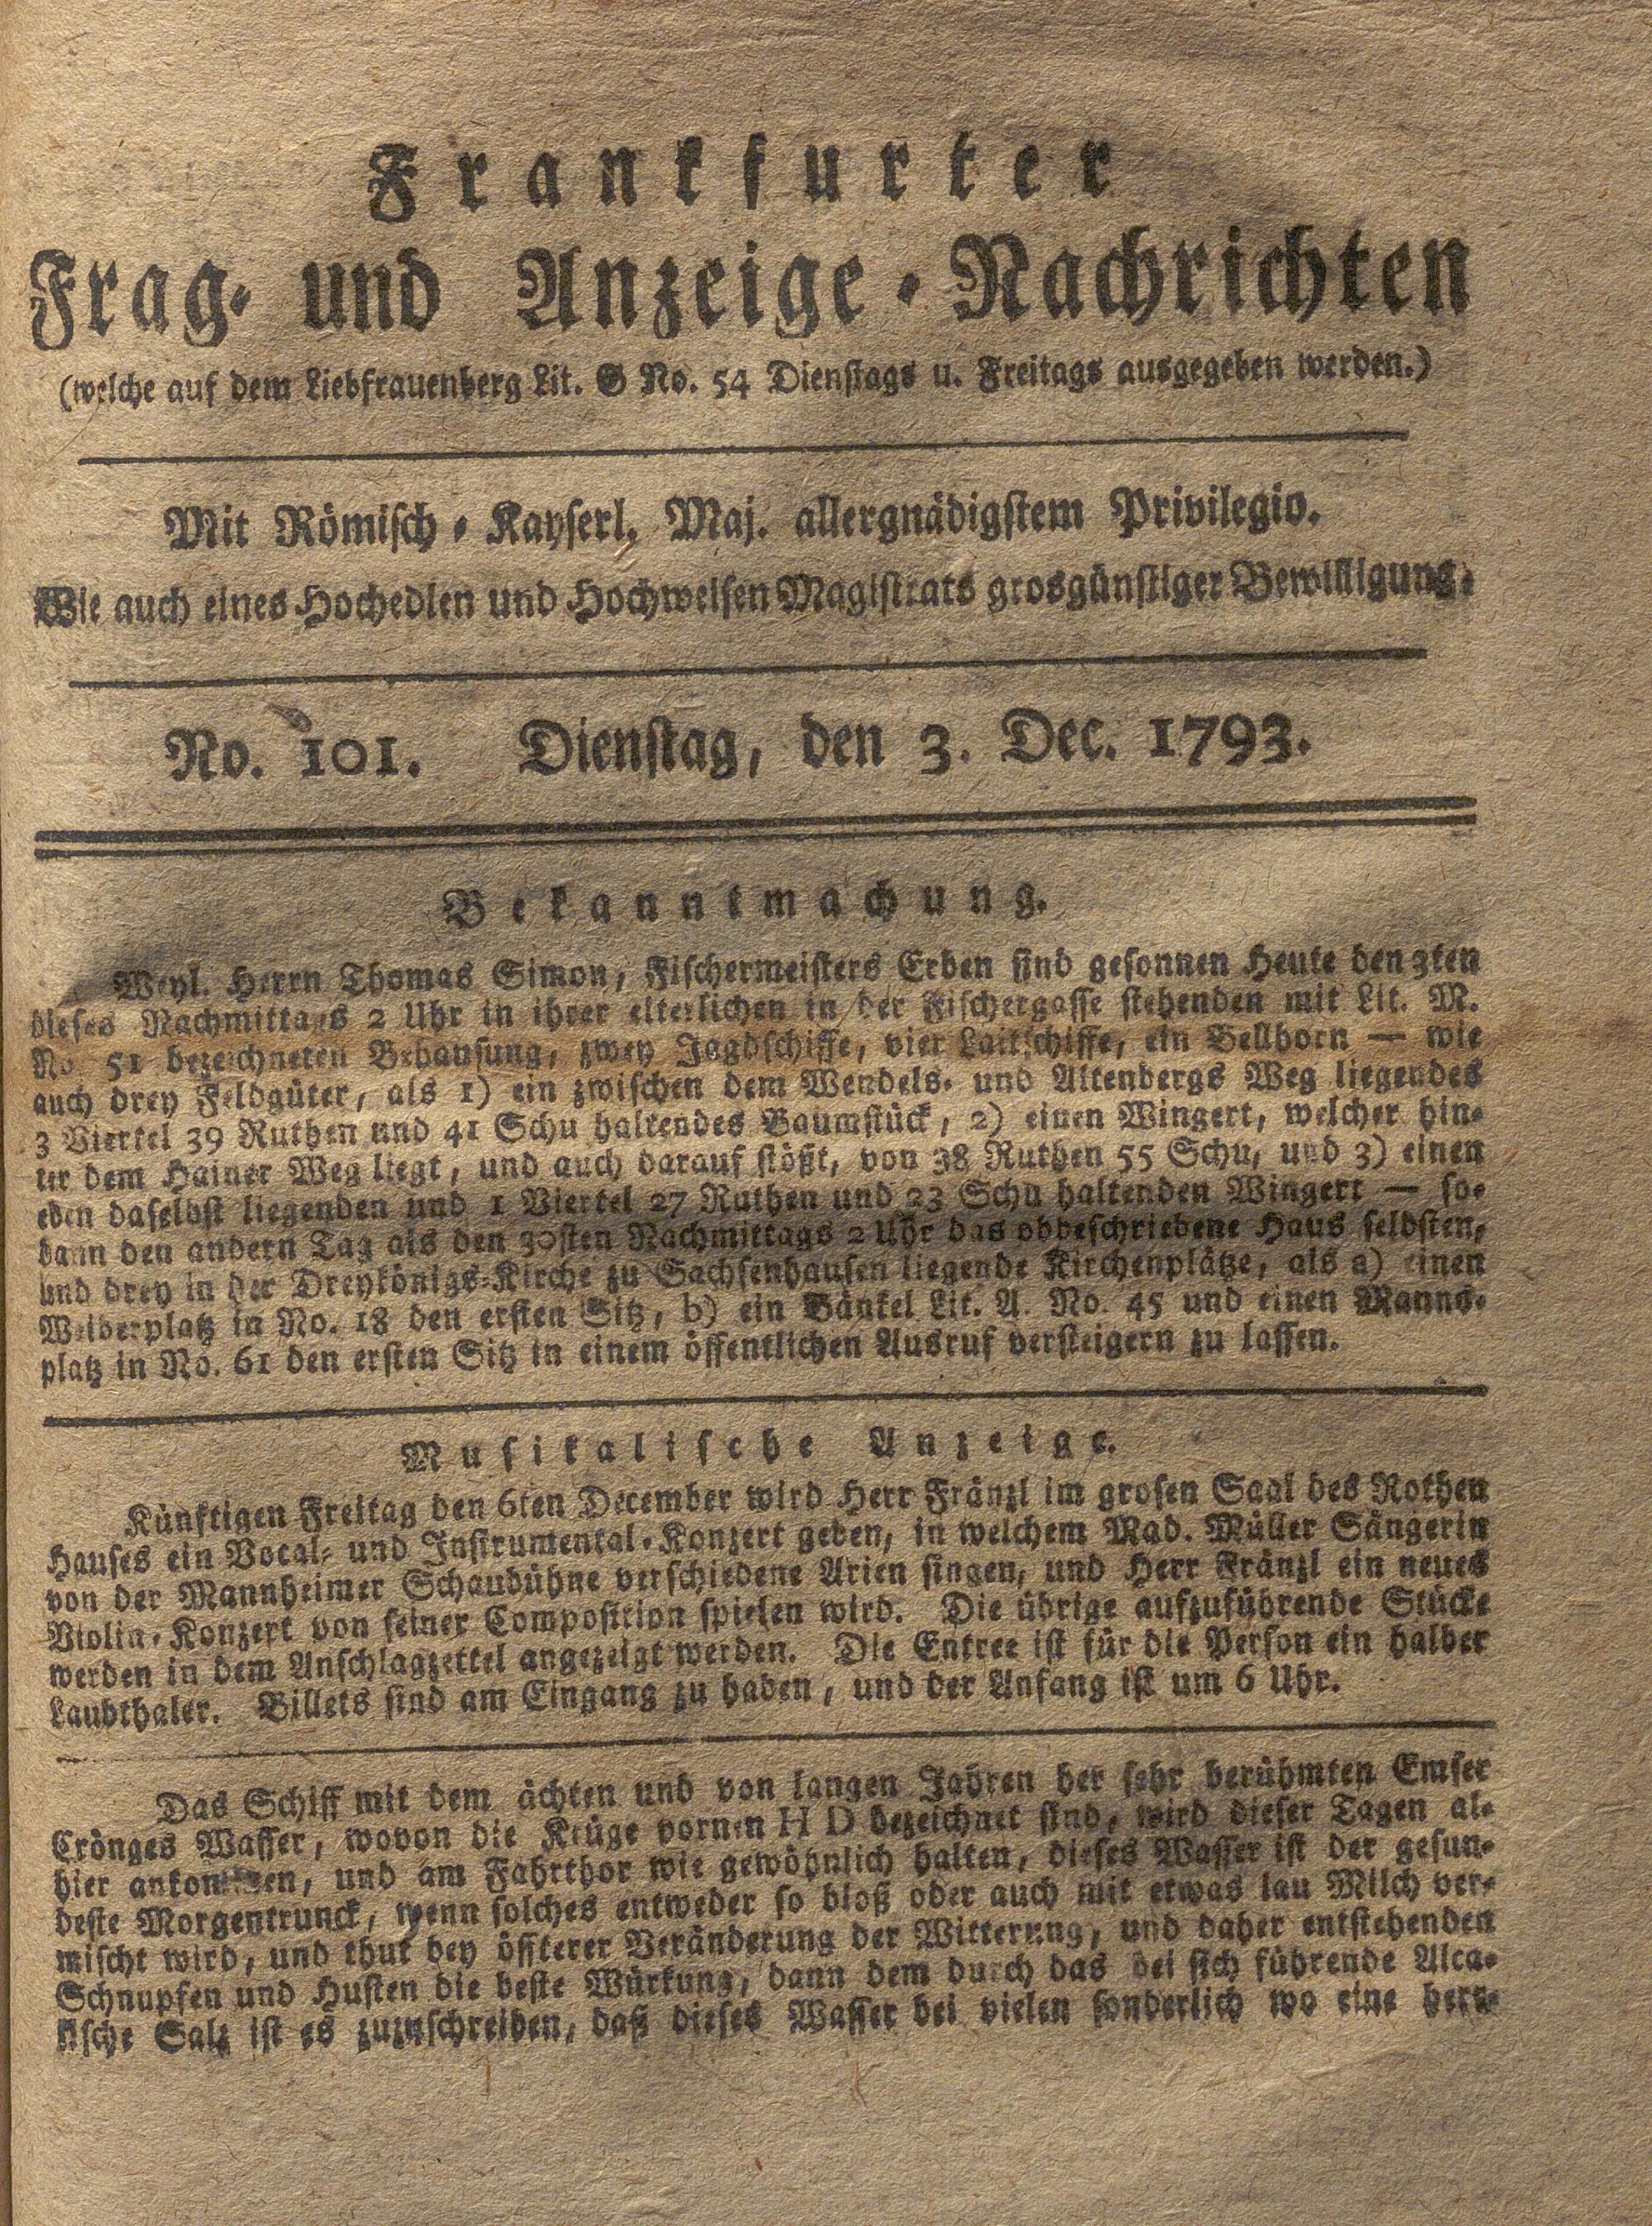 Frankfurter
Frag- und Anzeige-Nachrichten
(welche auf dem Liebfrauenberg Lit. G No. 54 Dienstags u. Freitags ausgegeben werden.)
Mit Römisch-Kayserl. Maj. allergnädigstem Privilegio.
Wie auch eines Hochedlen und Hochweisen Magistrats grosgünstiger Bewilligung.
No. 101. Dienstag, den 3. Dec. 1793.
Bekanntmachung.
Weyl. Herrn Thomas Simon, Fischermeisters Erben sind gesonnen Heute den 3ten
dieses Nachmittags 2 Uhr in ihrer elterlichen in der Fischergasse stehenden mit Lit. M.
No 51 bezeichneten Behausung, zwey Jagdschiffe, vier Laitschiffe, ein Bellhorn — wie
auch drey Feldgüter, als 1) ein zwischen dem Wendels- und Altenbergs Weg liegendes
3 Viertel 39 Ruthen und 41 Schu haltendes Baumstück, 2) einen Wingert, welcher hin-
ter dem Hainer Weg liegt, und auch darauf stößt, von 38 Ruthen 55 Schu, und 3) einen
eben daselbst liegenden und 1 Viertel 27 Ruthen und 23 Schu haltenden Wingert — so-
dann den andern Tag als den 30sten Nachmittags 2 Uhr das obbeschriebene Haus selbsten,
und drey in der Dreykönigs-Kirche zu Sachsenhausen liegende Kirchenplätze, als a) einen
Weiberplatz in No. 18 den ersten Sitz, b) ein Bänkel Lit. A. No. 45 und einen Manns-
platz in No. 61 den ersten Sitz in einem öffentlichen Ausruf versteigern zu lassen.
Musikalische Anzeige.
Künftigen Freitag den 6ten December wird Herr Fränzl im grosen Saal des Rothen
Hauses ein Vocal- und Instrumental-Konzert geben, in welchem Mad. Müller Sängerin
von der Mannheimer Schaubühne verschiedene Arien singen, und Herr Fränzl ein neues
Violin-Konzert von seiner Composition spielen wird. Die übrige aufzuführende Stücke
werden in dem Anschlagzettel angezeigt werden. Die Entree ist für die Person ein halber
Laubthaler. Billets sind am Eingang zu haben, und der Anfang ist um 6 Uhr.
Das Schiff mit dem ächten und von langen Jahren her sehr berühmten Emser
Crönges Wasser, wovon die Krüge vornen H D bezeichnet sind, wird dieser Tagen al-
hier ankommen, und am Fahrthor wie gewöhnlich halten, dieses Wasser ist der gesun-
deste Morgentrunck, wenn solches entweder so bloß oder auch mit etwas lau Milch ver-
mischt wird, und thut bey öffterer Veränderung der Witterung, und daher entstehenden
Schnupfen und Husten die beste Würkung, dann dem durch das bei sich führende Alca-
lische Salz ist es zuzuschreiben, daß dieses Wasser bei vielen sonderlich wo eine